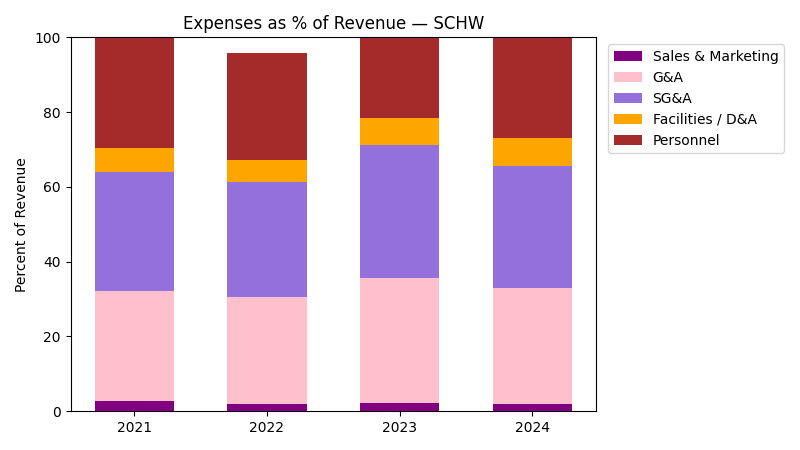 Expenses as % of Revenue — SCHW
Percent of Revenue
100
80
60
40
20
0
2021
2022
2023
2024
Sales & Marketing
G&A
SG&A
Facilities / D&A
Personnel